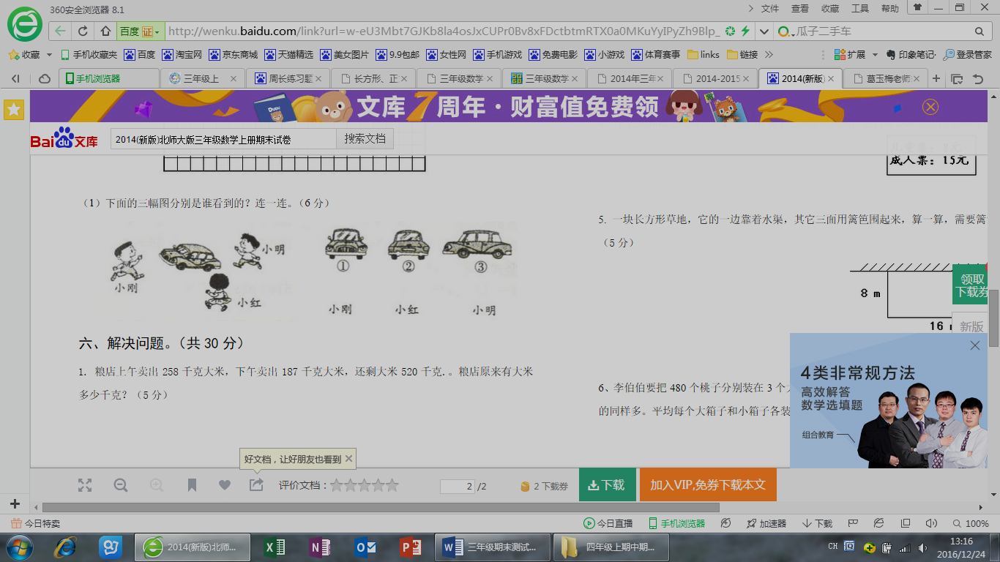 360安全浏览器 8.1
文件 查看 收藏 工具 帮助
百度 证 http://wenku.baidu.com/link?url=w-eU3Mbt7GJKb8la4osJxCUPr0Bv8xFDctbtmRTX0a0MKuYyIPyZh9Blp_ 瓜子二手车
收藏 手机收藏夹 百度 淘宝网 京东商城 天猫精选 美女图片 9.9包邮 女性网 手机游戏 免费电影 小游戏 体育赛事 links 链接 扩展 印象笔记· 登录管家
手机浏览器 三年级上 周长练习题 长方形、正 三年级数学 三年级数学 2014年三年 2014-2015 2014(新版) 葛玉梅老师
文库7周年·财富值免费领
Bai du 文库 2014(新版)北师大版三年级数学上册期末试卷 搜索文档
成人票：15元
（1）下面的三幅图分别是谁看到的？连一连。（6分）
小明
小刚
小红
① ② ③
小刚 小红 小明
5. 一块长方形草地，它的一边靠着水渠，其它三面用篱笆围起来，算一算，需要篱
（5分）
8 m
16
领取
下载券
新版
六、解决问题。（共30分）
1. 粮店上午卖出258千克大米，下午卖出187千克大米，还剩大米520千克.。粮店原来有大米
多少千克？（5分）
6、李伯伯要把480个桃子分别装在3个
的同样多。平均每个大箱子和小箱子各装
4类非常规方法
高效解答
数学选填题
组合教育
好文档，让好朋友也看到
评价文档：
2 /2
2 下载券
下载
加入VIP,免券下载本文
今日特卖
今日直播 手机浏览器 加速器 下载 100%
2014(新版)北师...
三年级期末测试...
四年级上期中期...
CH
13:16
2016/12/24